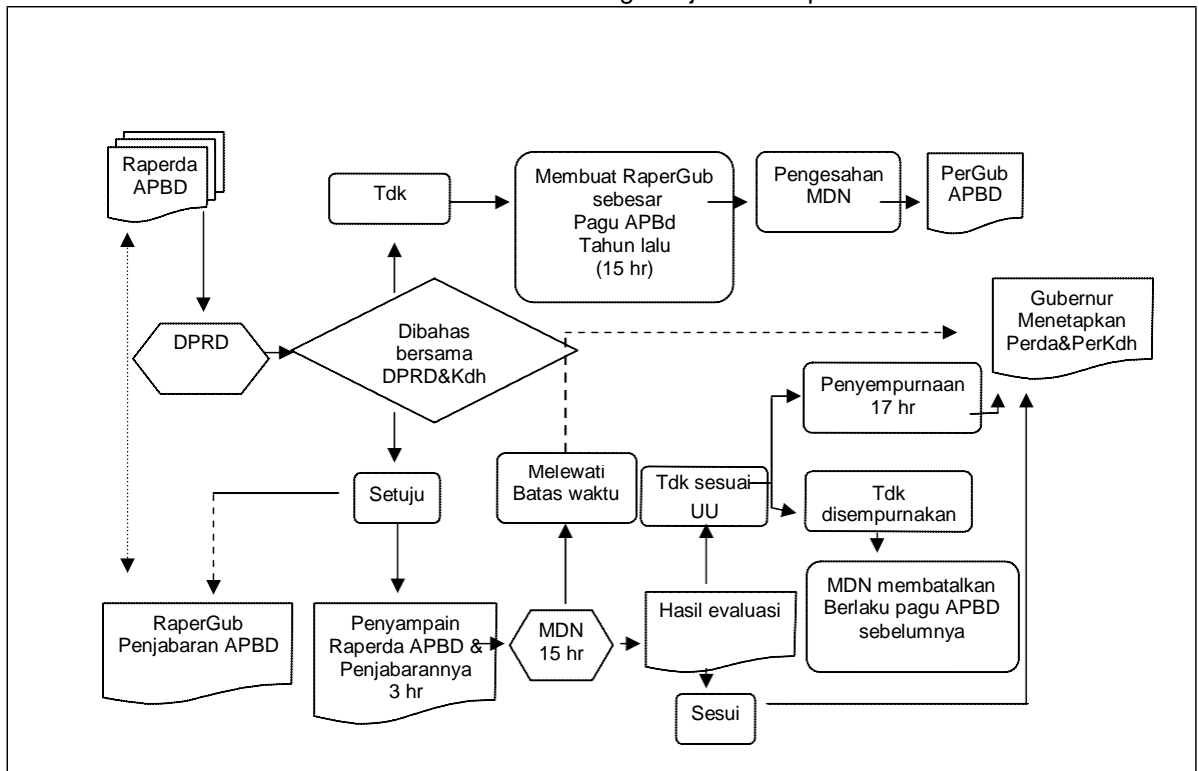 Raperda
APBD
Tdk
Membuat RaperGub
sebesar
Pagu APBd
Tahun lalu
(15 hr)
Pengesahan
MDN
PerGub
APBD
DPRD
Dibahas
bersama
DPRD&Kdh
Gubernur
Menetapkan
Perda&PerKdh
Penyempurnaan
17 hr
Setuju
Melewati
Batas waktu
Tdk sesuai
UU
Tdk
disempurnakan
RaperGub
Penjabaran APBD
Penyampain
Raperda APBD &
Penjabarannya
3 hr
MDN
15 hr
Hasil evaluasi
MDN membatalkan
Berlaku pagu APBD
sebelumnya
Sesui